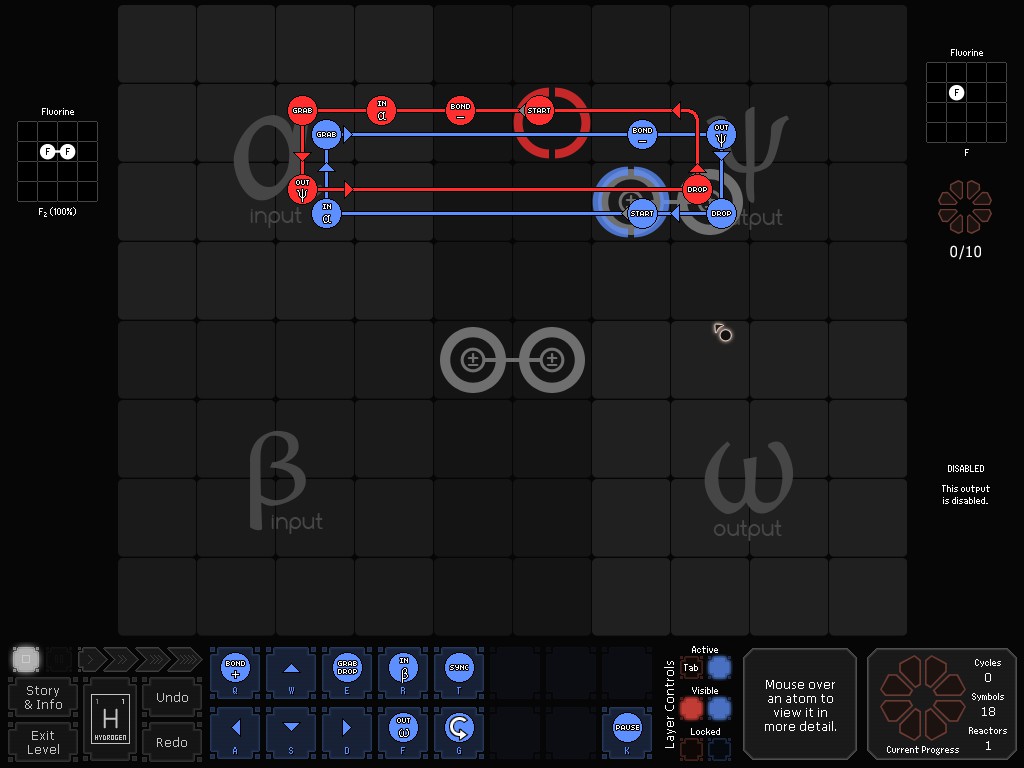 Fluorine
F F
F₂ (100%)
Fluorine
F
F
0/10
DISABLED
This output
is disabled.
α
input
ψ
output
β
input
ω
output
GRAB
IN
α
BOND
–
START
GRAB
BOND
–
OUT
ψ
OUT
ψ
DROP
IN
α
START
DROP
±
±
±
Story
& Info
Exit
Level
1 1
H
HYDROGEN
Undo
Redo
BOND
+
Q
W
GRAB
DROP
E
IN
β
R
SYNC
T
A
S
D
OUT
ω
F
G
PAUSE
K
Layer Controls
Active
Tab
Visible
Locked
Mouse over
an atom to
view it in
more detail.
Cycles
0
Symbols
18
Reactors
1
Current Progress